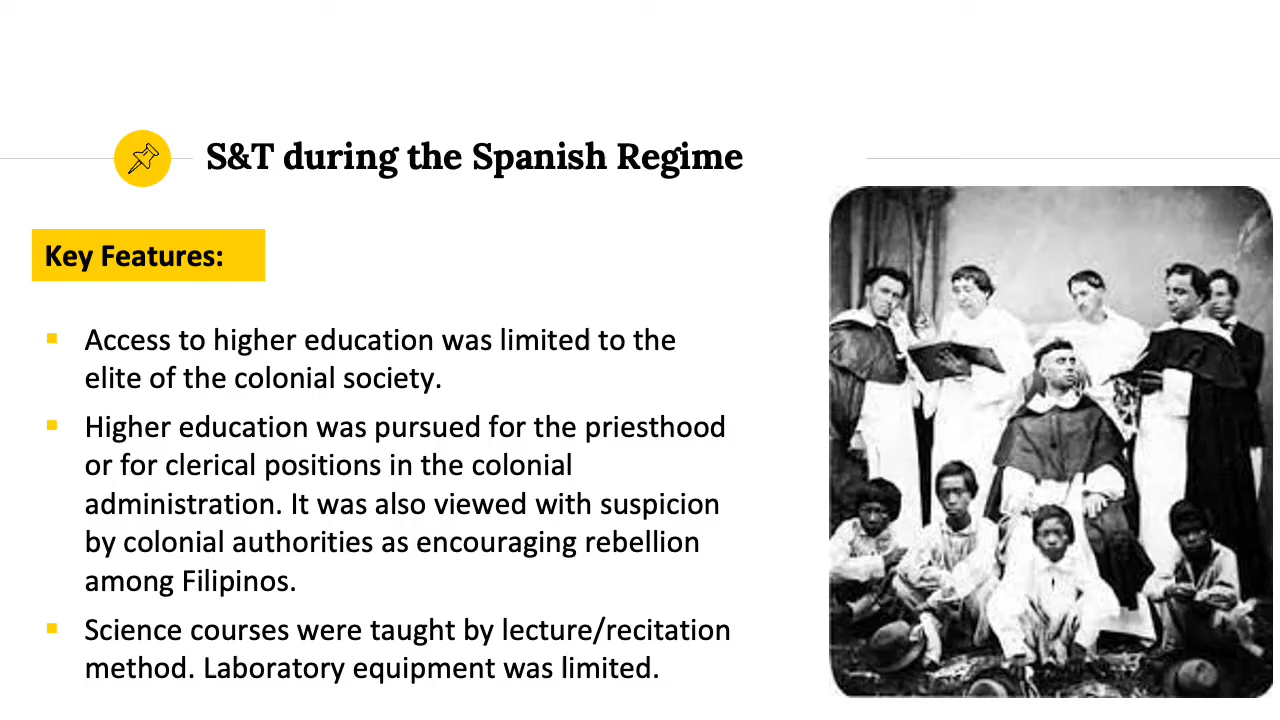 S&T during the Spanish Regime
Key Features:
Access to higher education was limited to the
elite of the colonial society.
Higher education was pursued for the priesthood
or for clerical positions in the colonial
administration. It was also viewed with suspicion
by colonial authorities as encouraging rebellion
among Filipinos.
Science courses were taught by lecture/recitation
method. Laboratory equipment was limited.